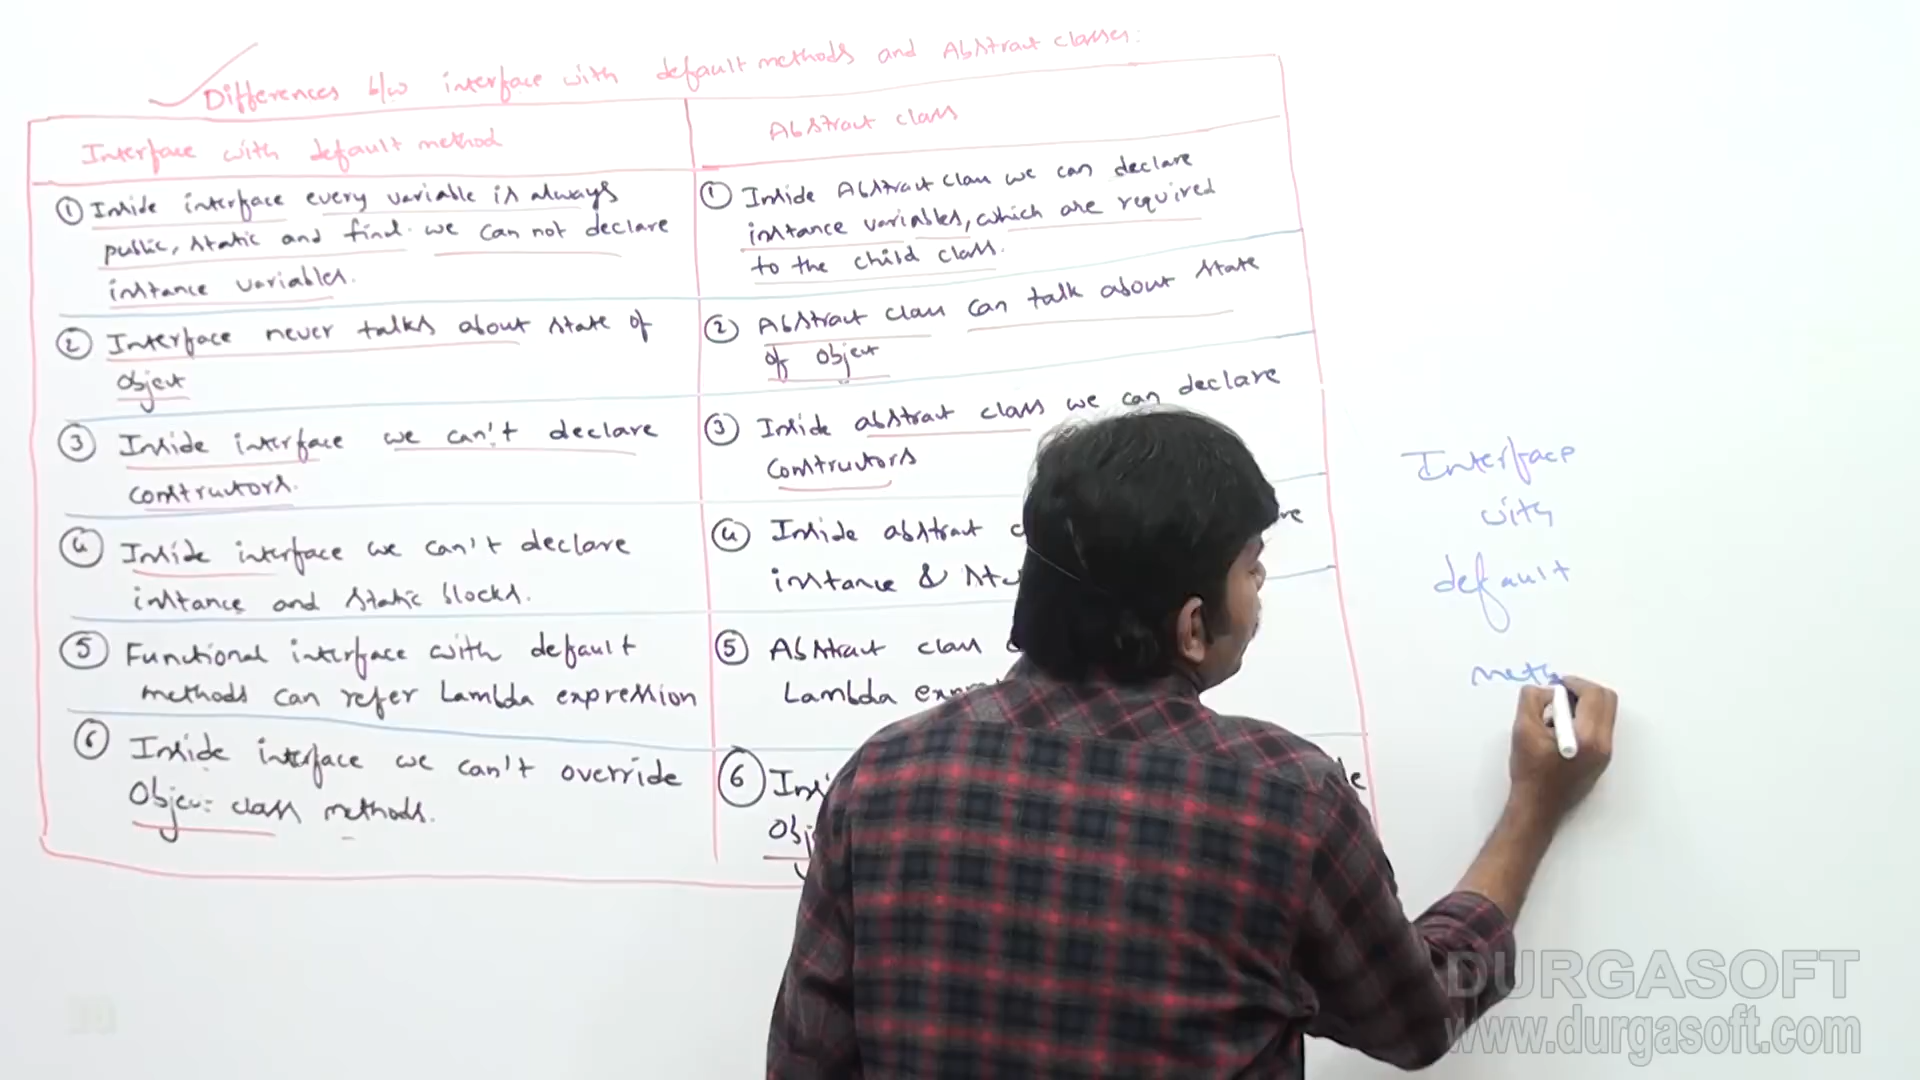 Differences b/w interface with default methods and Abstract classes:
Interface with default method
① Inside interface every variable is always
public, static and final. we can not declare
instance variables.
② Interface never talks about state of
object
③ Inside interface we can't declare
constructors.
④ Inside interface we can't declare
instance and static blocks.
⑤ Functional interface with default
methods can refer Lambda expression
⑥ Inside interface we can't override
Object class methods.
Abstract class
① Inside Abstract class we can declare
instance variables, which are required
to the child class.
② Abstract class can talk about state
of object
③ Inside abstract class we can declare
constructors
④ Inside abstract
instance &
⑤ Abstract class
Lambda
⑥
Interface
with
default
DURGASOFT
www.durgasoft.com